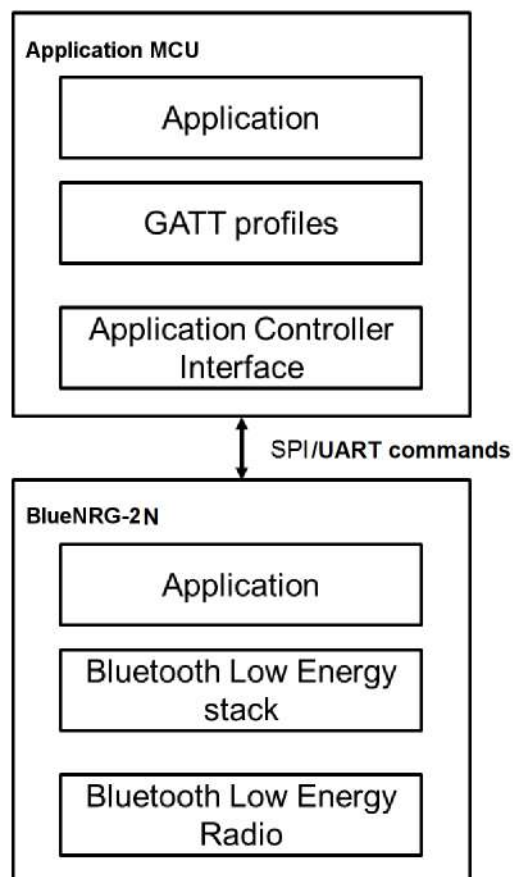 Application MCU
Application
GATT profiles
Application Controller
Interface
SPI/UART commands
BlueNRG-2N
Application
Bluetooth Low Energy
stack
Bluetooth Low Energy
Radio